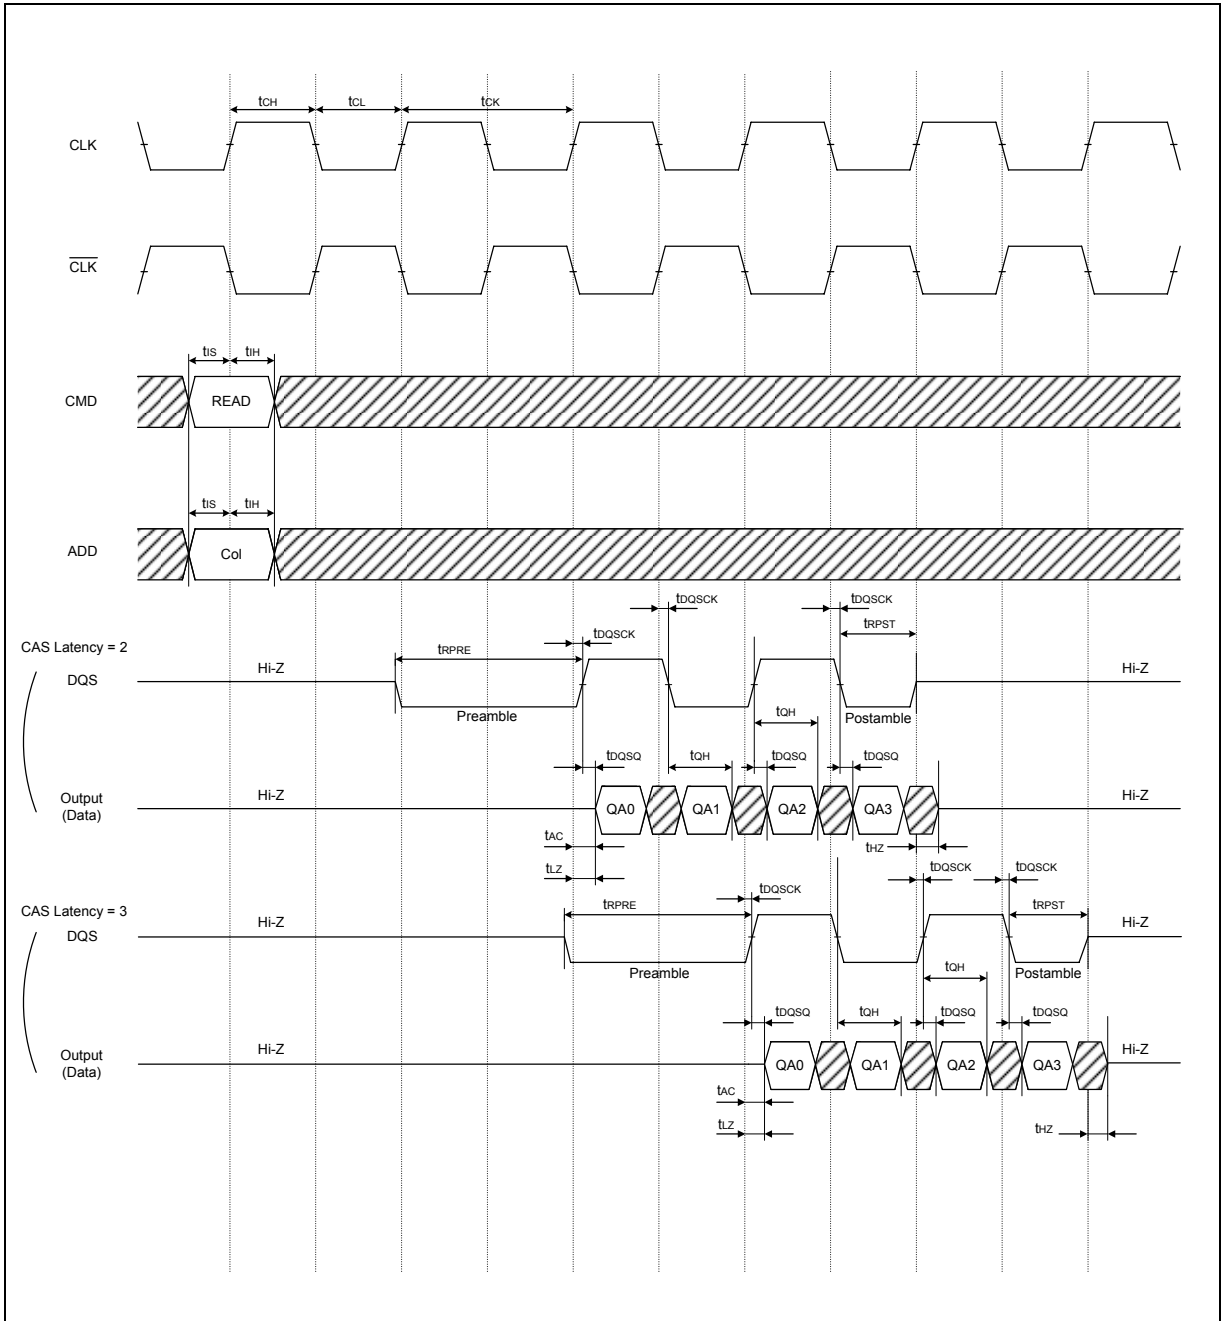 tCH tCL tCK
CLK
CLK
tIS tIH
CMD READ
tIS tIH
ADD Col
tDQSCK tDQSCK
tRPST
tDQSCK
CAS Latency = 2
tRPRE
DQS Hi-Z Hi-Z
Preamble tQH Postamble
tDQSQ tQH tDQSQ tDQSQ
Output
(Data)
Hi-Z QA0 QA1 QA2 QA3 Hi-Z
tAC tHZ
tLZ
tDQSCK tDQSCK
tDQSCK
CAS Latency = 3
tRPRE tRPST
DQS Hi-Z Hi-Z
Preamble tQH Postamble
tDQSQ tQH tDQSQ tDQSQ
Output
(Data)
Hi-Z QA0 QA1 QA2 QA3 Hi-Z
tAC
tLZ tHZ